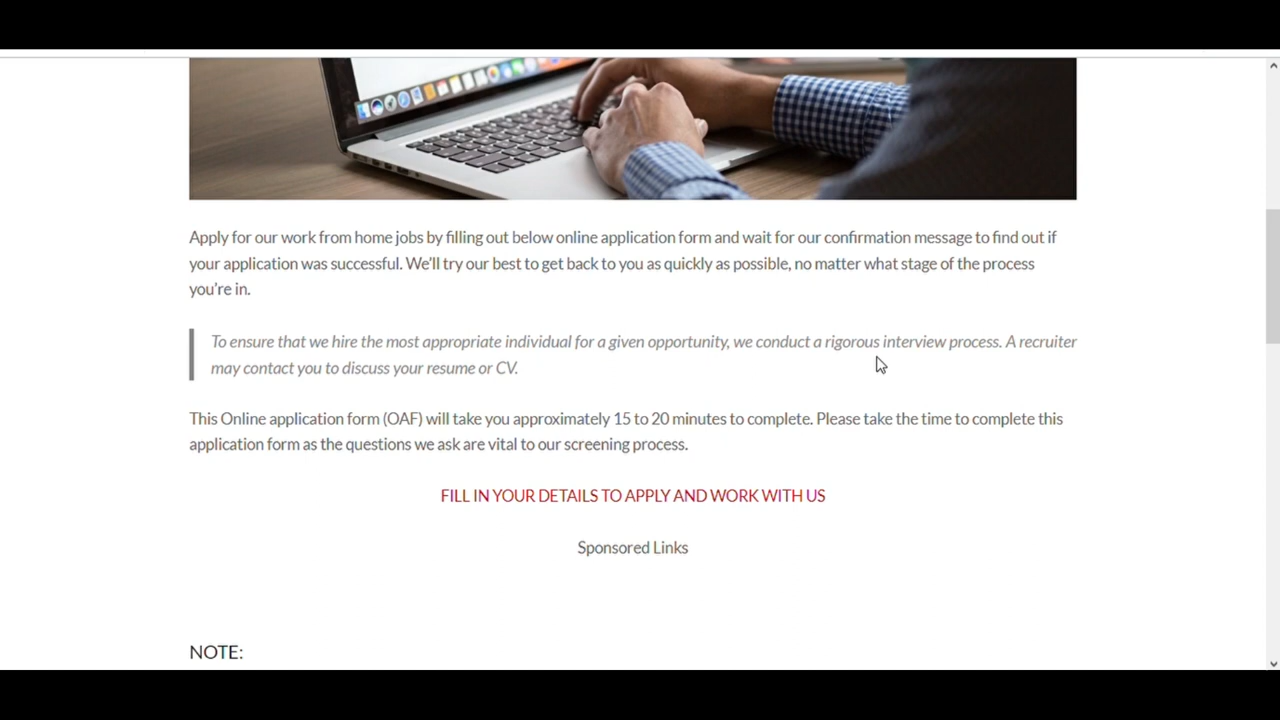 Apply for our work from home jobs by filling out below online application form and wait for our confirmation message to find out if
your application was successful. We'll try our best to get back to you as quickly as possible, no matter what stage of the process
you’re in.
To ensure that we hire the most appropriate individual for a given opportunity, we conduct a rigorous interview process. A recruiter
may contact you to discuss your resume or CV.
This Online application form (OAF) will take you approximately 15 to 20 minutes to complete. Please take the time to complete this
application form as the questions we ask are vital to our screening process.
FILL IN YOUR DETAILS TO APPLY AND WORK WITH US
Sponsored Links
NOTE: